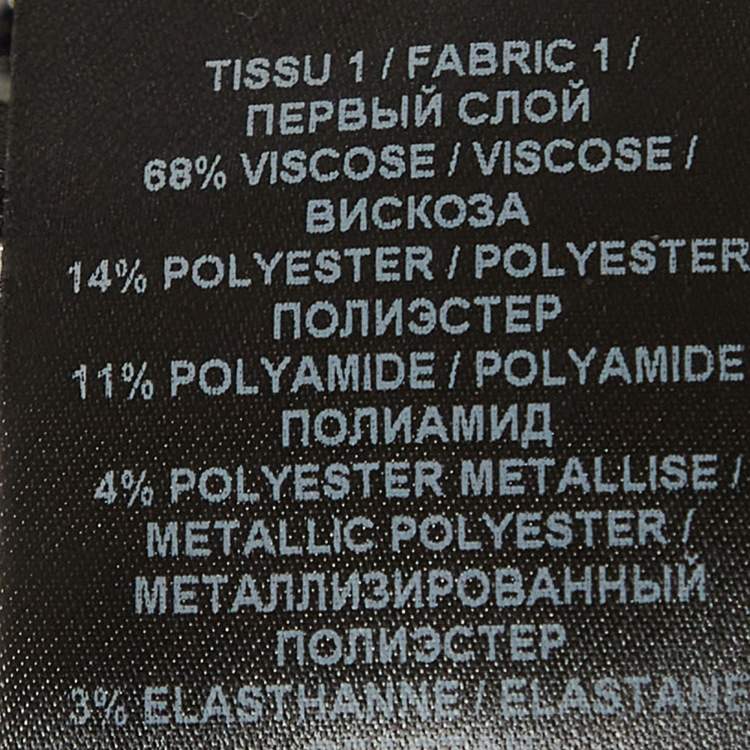 TISSU 1 / FABRIC 1 /
ПЕРВЫЙ СЛОЙ
68% VISCOSE / VISCOSE /
ВИСКОЗА
14% POLYESTER / POLYESTER
ПОЛИЭСТЕР
11% POLYAMIDE / POLYAMIDE
ПОЛИАМИД
4% POLYESTER METALLISE /
METALLIC POLYESTER /
МЕТАЛЛИЗИРОВАННЫЙ
ПОЛИЭСТЕР
3% ELASTHANNE / ELASTANE